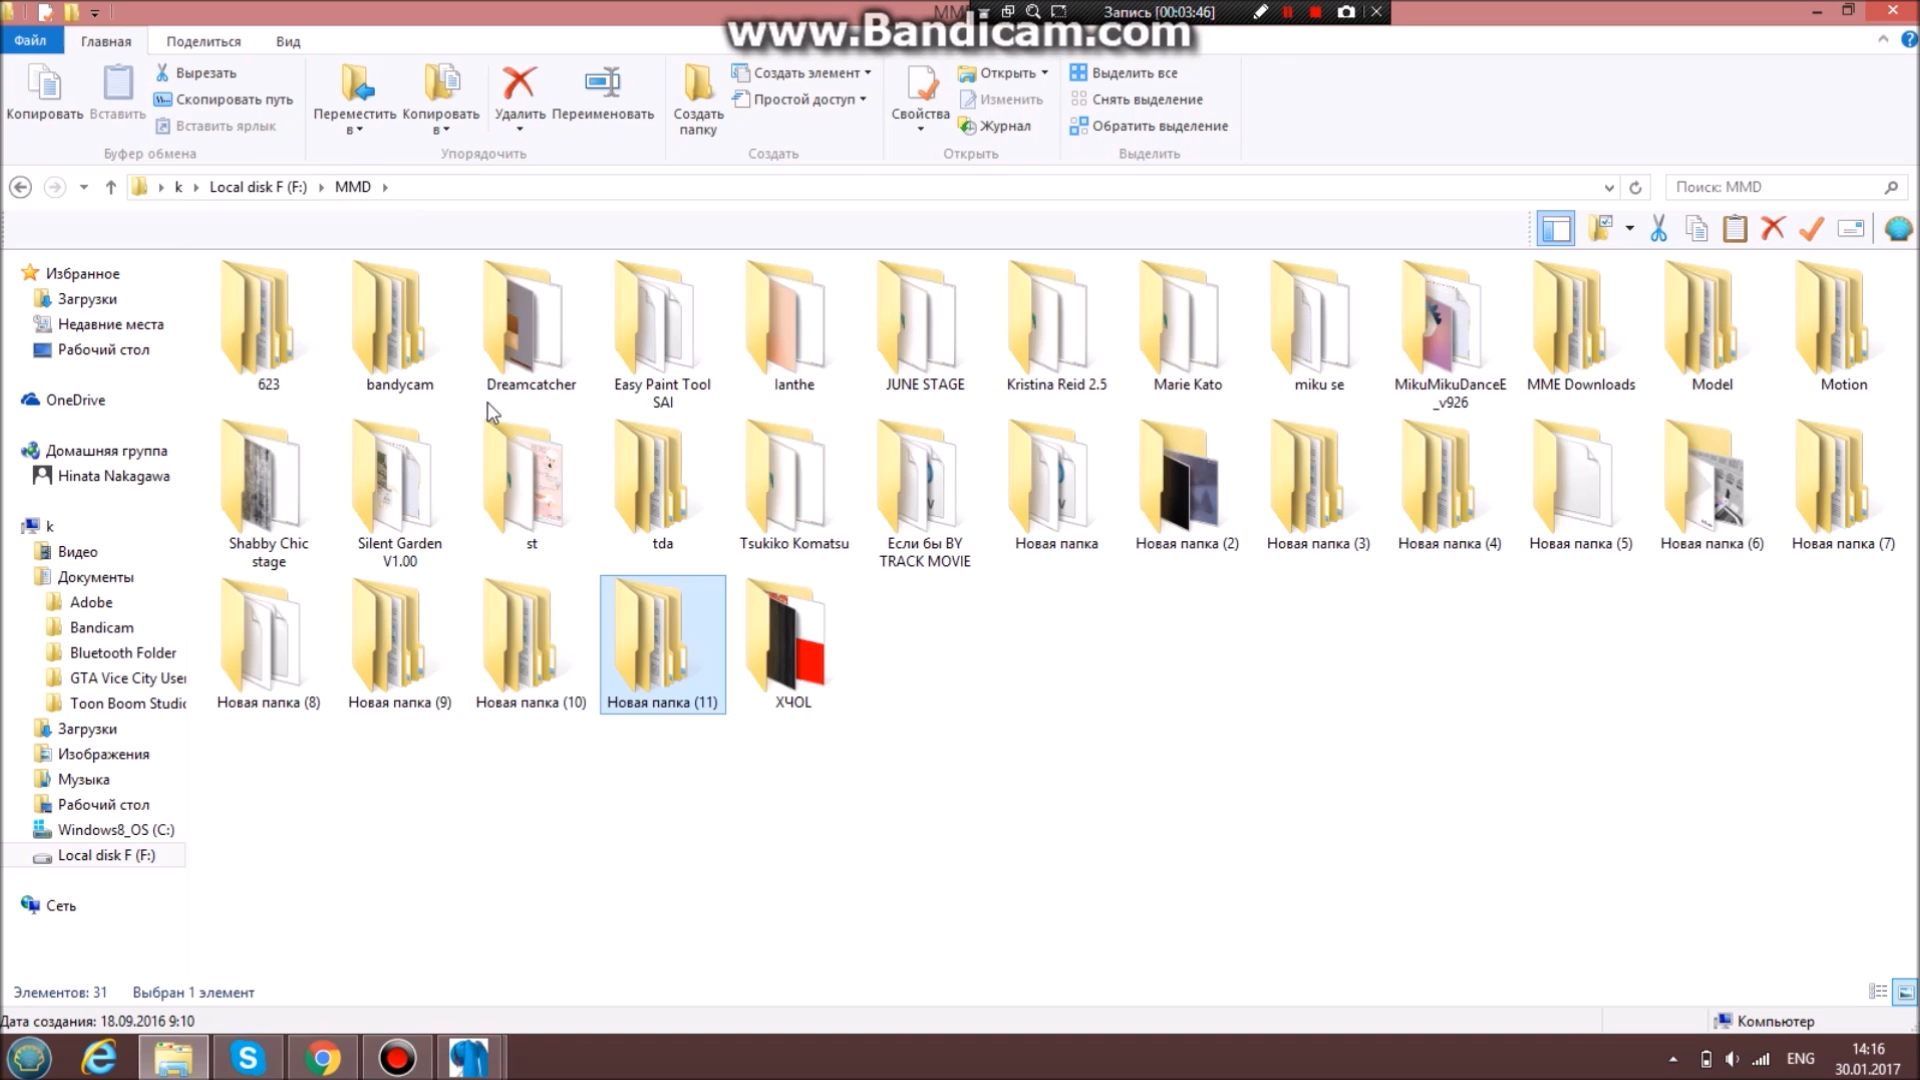 MM
Запись [00:03:46]
www.Bandicam.com
Файл Главная Поделиться Вид
Копировать Вставить Вырезать Скопировать путь Вставить ярлык
Буфер обмена
Переместить в Копировать в Удалить Переименовать
Упорядочить
Создать папку Создать элемент Простой доступ
Создать
Свойства Открыть Изменить Журнал
Открыть
Выделить все Снять выделение Обратить выделение
Выделить
k Local disk F (F:) MMD
Поиск: MMD
Избранное
Загрузки
Недавние места
Рабочий стол
OneDrive
Домашняя группа
Hinata Nakagawa
k
Видео
Документы
Adobe
Bandicam
Bluetooth Folder
GTA Vice City User
Toon Boom Studio
Загрузки
Изображения
Музыка
Рабочий стол
Windows8_OS (C:)
Local disk F (F:)
Сеть
623 bandycam Dreamcatcher Easy Paint Tool SAI Ianthe JUNE STAGE Kristina Reid 2.5 Marie Kato miku se MikuMikuDanceE_v926 MME Downloads Model Motion
Shabby Chic stage Silent Garden V1.00 st tda Tsukiko Komatsu Если бы BY TRACK MOVIE Новая папка Новая папка (2) Новая папка (3) Новая папка (4) Новая папка (5) Новая папка (6) Новая папка (7)
Новая папка (8) Новая папка (9) Новая папка (10) Новая папка (11) ХЧOL
Элементов: 31 Выбран 1 элемент
Дата создания: 18.09.2016 9:10
Компьютер
ENG
14:16
30.01.2017